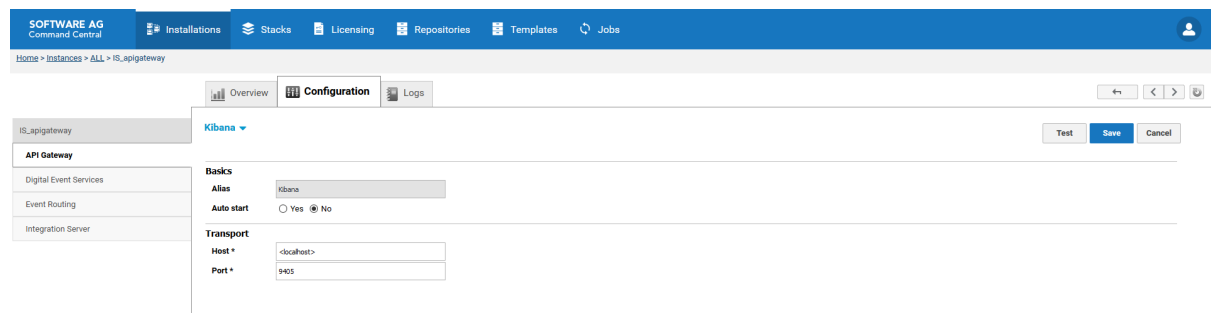 SOFTWARE AG
Command Central
Installations
Stacks
Licensing
Repositories
Templates
Jobs
Home > Instances > ALL > IS_apigateway
Overview
Configuration
Logs
IS_apigateway
API Gateway
Digital Event Services
Event Routing
Integration Server
Kibana
Test Save Cancel
Basics
Alias Kibana
Auto start Yes No
Transport
Host * <localhost>
Port * 9405